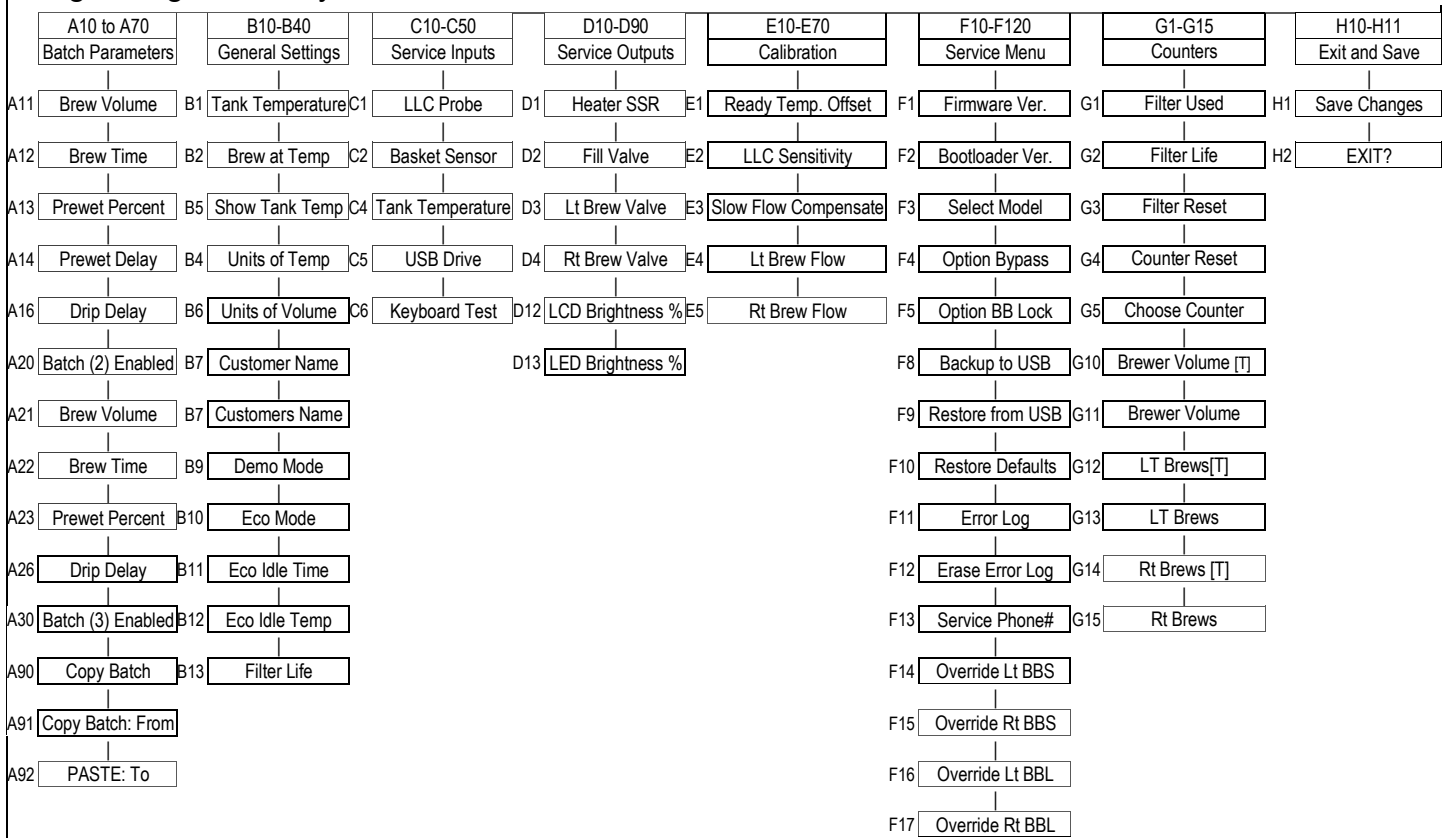 A10 to A70 B10-B40 C10-C50 D10-D90 E10-E70 F10-F120 G1-G15 H10-H11
Batch Parameters General Settings Service Inputs Service Outputs Calibration Service Menu Counters Exit and Save
A11 Brew Volume B1 Tank Temperature C1 LLC Probe D1 Heater SSR E1 Ready Temp. Offset F1 Firmware Ver. G1 Filter Used H1 Save Changes
A12 Brew Time B2 Brew at Temp C2 Basket Sensor D2 Fill Valve E2 LLC Sensitivity F2 Bootloader Ver. G2 Filter Life H2 EXIT?
A13 Prewet Percent B5 Show Tank Temp C4 Tank Temperature D3 Lt Brew Valve E3 Slow Flow Compensate F3 Select Model G3 Filter Reset
A14 Prewet Delay B4 Units of Temp C5 USB Drive D4 Rt Brew Valve E4 Lt Brew Flow F4 Option Bypass G4 Counter Reset
A16 Drip Delay B6 Units of Volume C6 Keyboard Test D12 LCD Brightness % E5 Rt Brew Flow F5 Option BB Lock G5 Choose Counter
A20 Batch (2) Enabled B7 Customer Name D13 LED Brightness % F8 Backup to USB G10 Brewer Volume [T]
A21 Brew Volume B7 Customers Name F9 Restore from USB G11 Brewer Volume
A22 Brew Time B9 Demo Mode F10 Restore Defaults G12 LT Brews[T]
A23 Prewet Percent B10 Eco Mode F11 Error Log G13 LT Brews
A26 Drip Delay B11 Eco Idle Time F12 Erase Error Log G14 Rt Brews [T]
A30 Batch (3) Enabled B12 Eco Idle Temp F13 Service Phone# G15 Rt Brews
A90 Copy Batch B13 Filter Life F14 Override Lt BBS
A91 Copy Batch: From F15 Override Rt BBS
A92 PASTE: To F16 Override Lt BBL
F17 Override Rt BBL